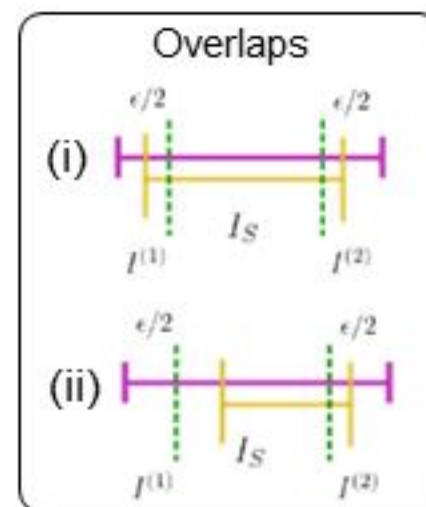 Overlaps
ϵ/2 ϵ/2
(i)
I_S
I^{(1)} I^{(2)}
ϵ/2 ϵ/2
(ii)
I_S
I^{(1)} I^{(2)}